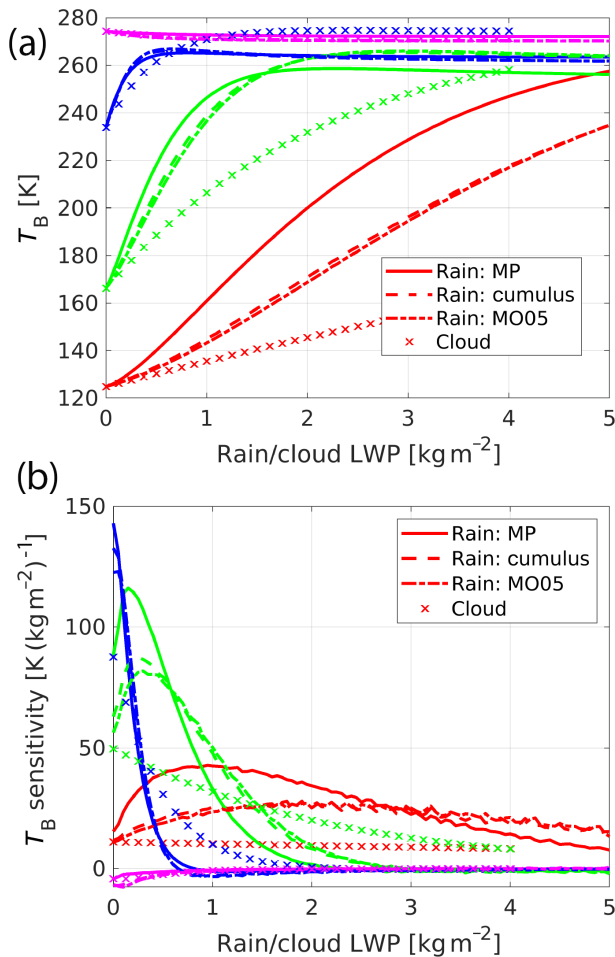 (a)
280
260
240
220
200
180
160
140
120
T_B [K]
Rain: MP
Rain: cumulus
Rain: MO05
Cloud
0 1 2 3 4 5
Rain/cloud LWP [kg m⁻²]
(b)
150
100
50
0
T_B sensitivity [K (kg m⁻²)⁻¹]
Rain: MP
Rain: cumulus
Rain: MO05
Cloud
0 1 2 3 4 5
Rain/cloud LWP [kg m⁻²]